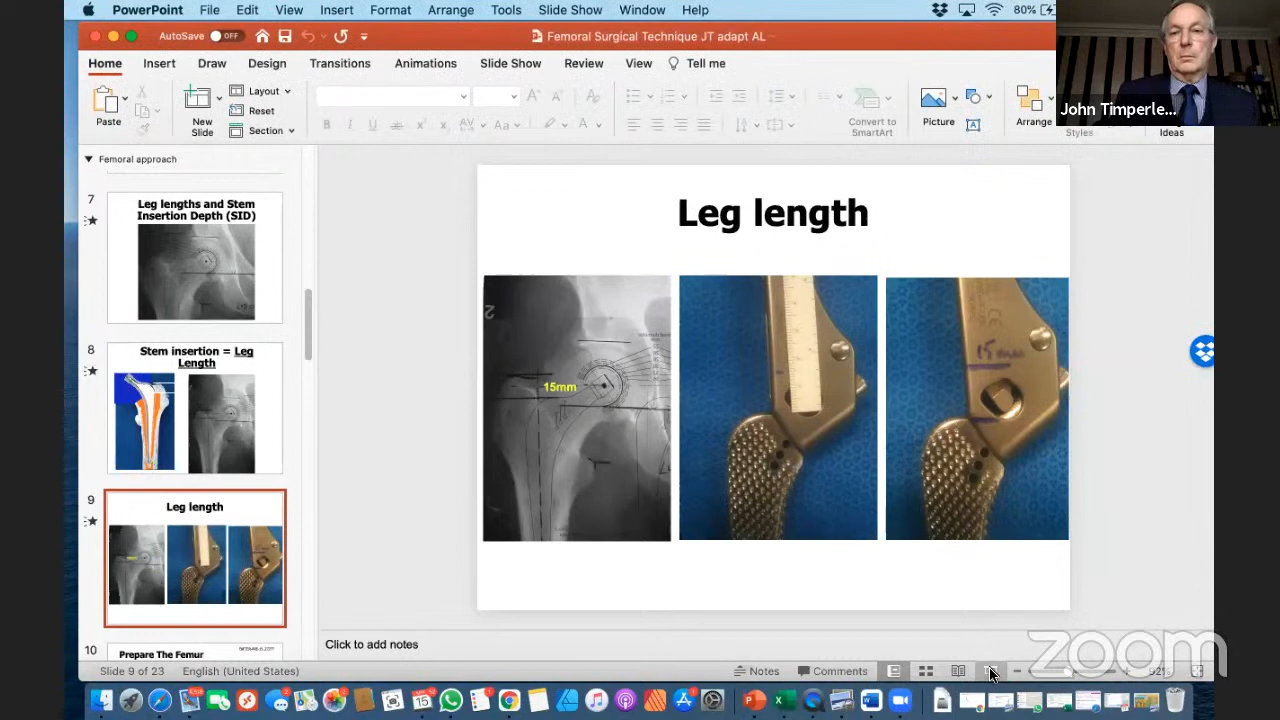 PowerPoint File Edit View Insert Format Arrange Tools Slide Show Window Help
80%
AutoSave OFF
Femoral Surgical Technique JT adapt AL
Home Insert Draw Design Transitions Animations Slide Show Review View Tell me
Paste
New Slide
Layout
Reset
Section
Convert to SmartArt
Picture
Arrange
Styles
Ideas
John Timperle...
Femoral approach
7
Leg lengths and Stem
Insertion Depth (SID)
8
Stem insertion = Leg
Length
9
Leg length
10
Prepare The Femur
Leg length
15mm
15mm
Click to add notes
Slide 9 of 23
English (United States)
Notes
Comments
zoom